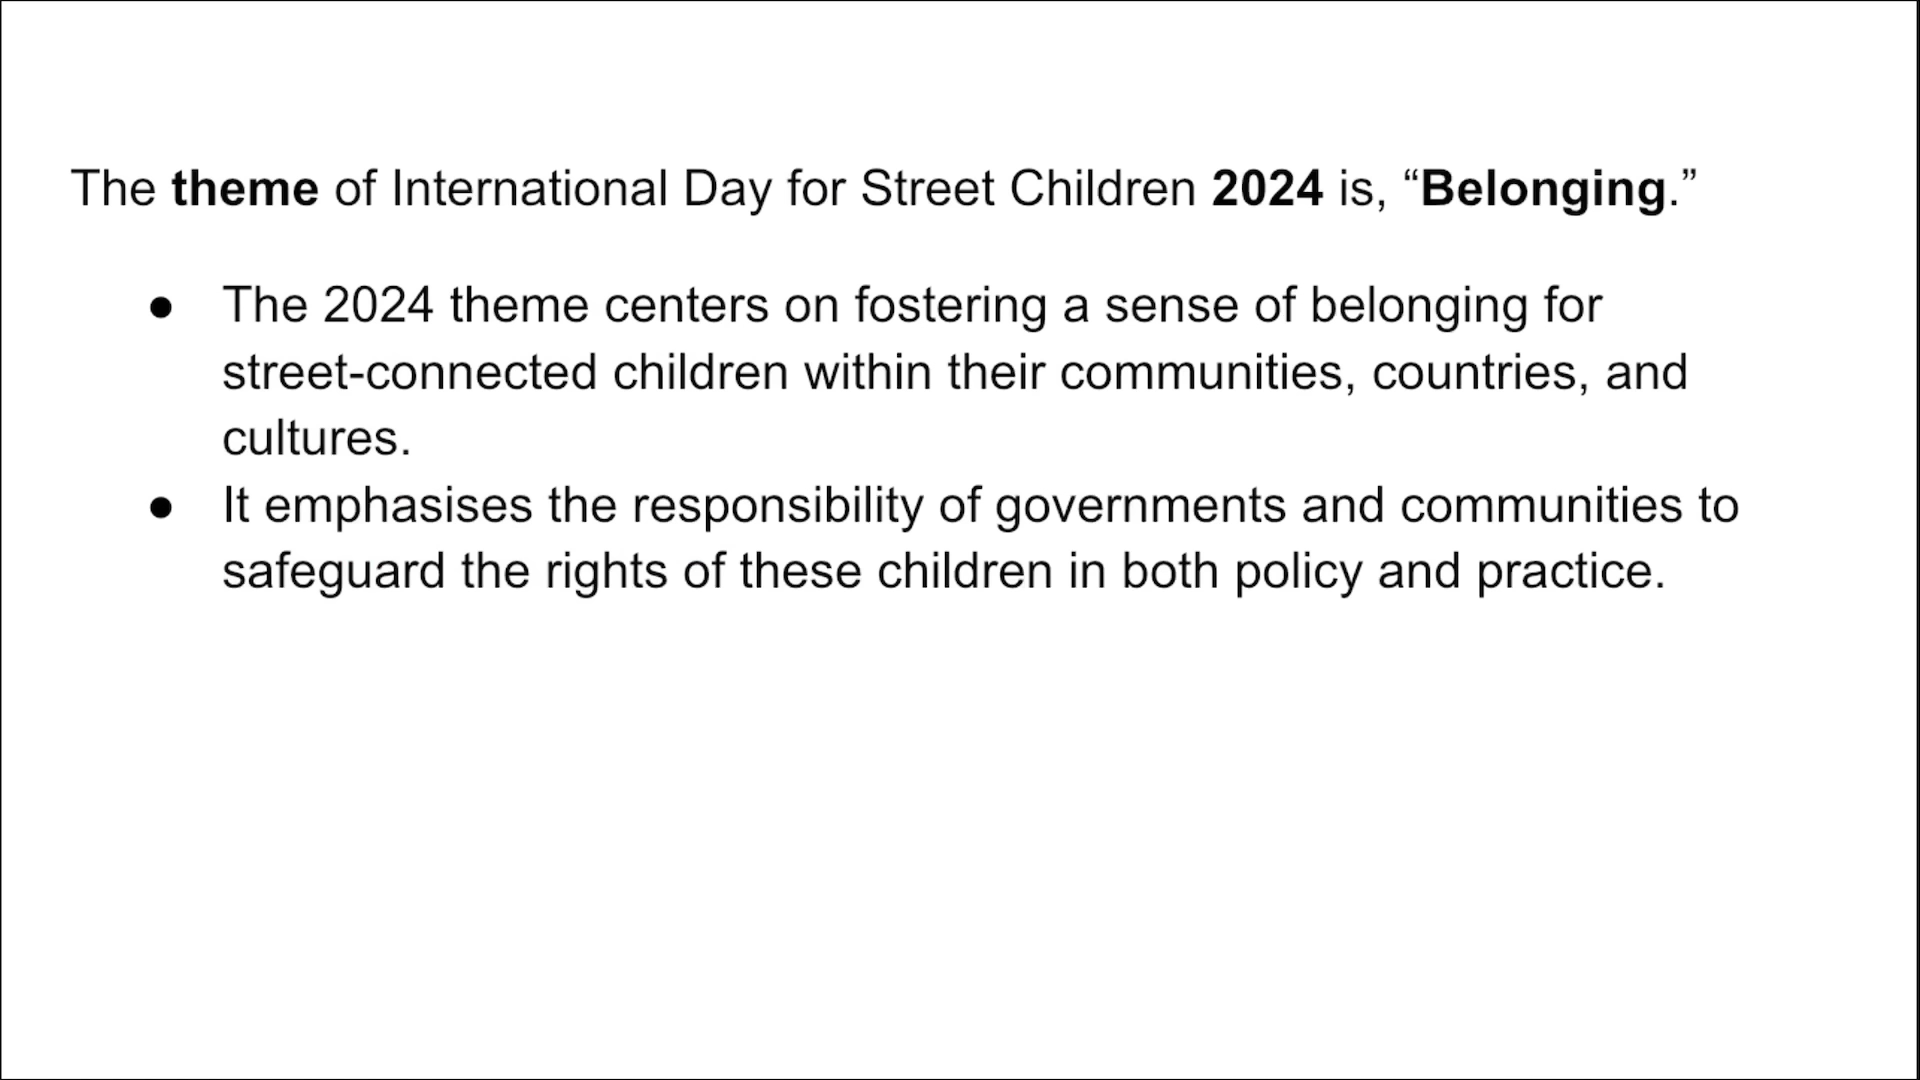 The theme of International Day for Street Children 2024 is, “Belonging.”
● The 2024 theme centers on fostering a sense of belonging for
street-connected children within their communities, countries, and
cultures.
● It emphasises the responsibility of governments and communities to
safeguard the rights of these children in both policy and practice.